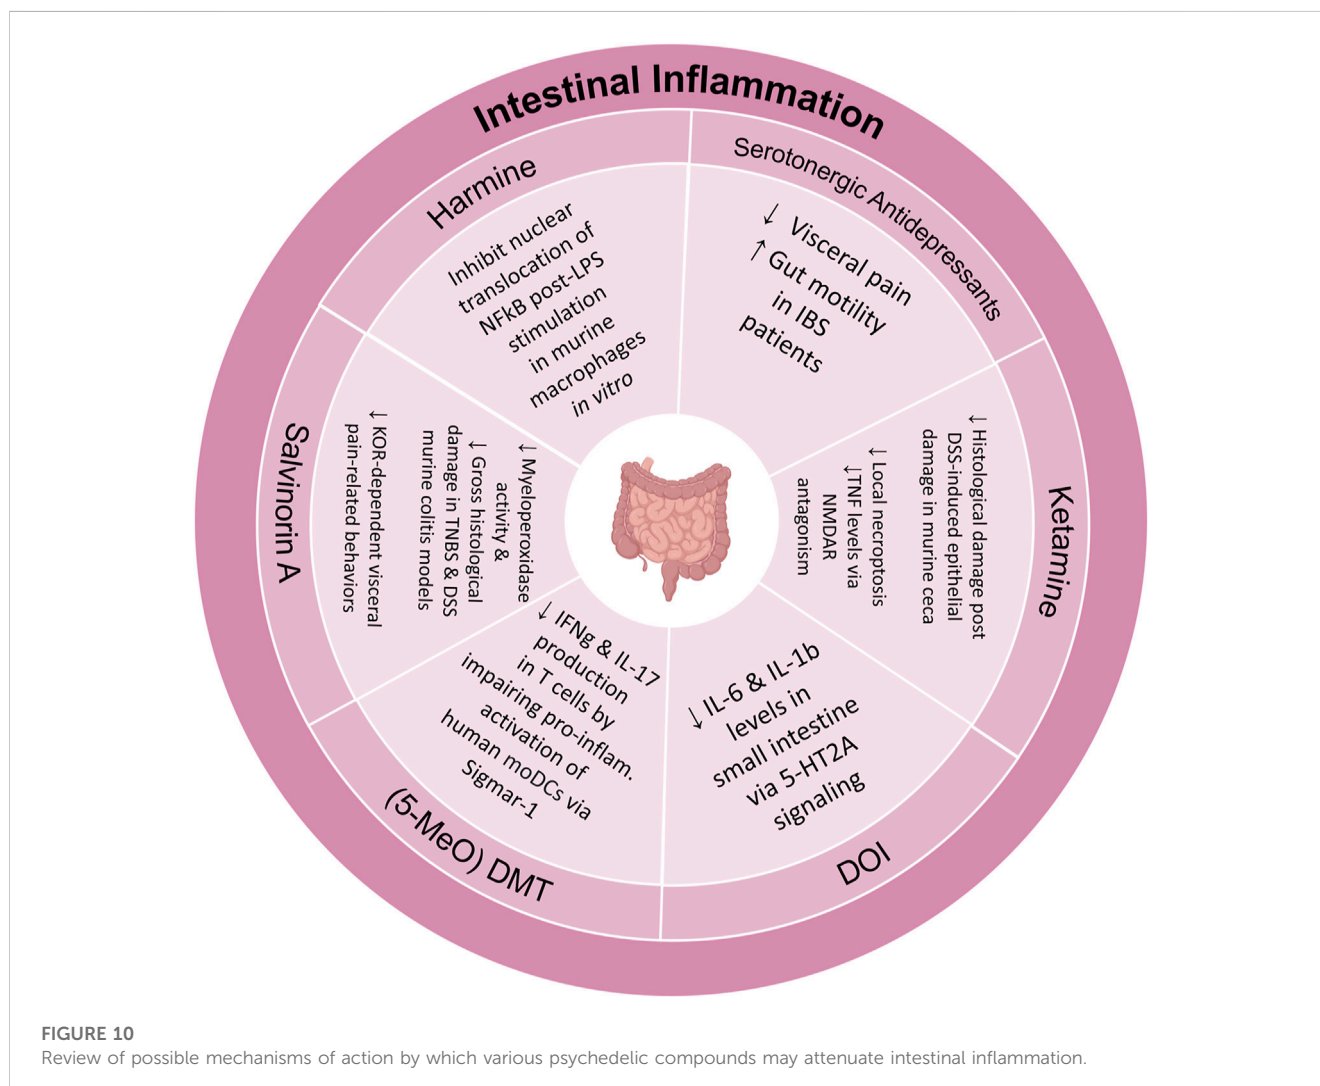 Intestinal Inflammation
Harmine
Inhibit nuclear
translocation of
NFkB post-LPS
stimulation
in murine
macrophages
in vitro
Serotonergic Antidepressants
↓ Visceral pain
↑ Gut motility
in IBS
patients
Ketamine
↓ Histological damage post
DSS-induced epithelial
damage in murine ceca
↓ Local necroptosis
↓TNF levels via
NMDAR
antagonism
DOI
↓ IL-6 & IL-1b
levels in
small intestine
via 5-HT2A
signaling
(5-MeO) DMT
↓ IFNg & IL-17
production
in T cells by
impairing pro-inflam.
activation of
human moDCs via
Sigmar-1
Salvinorin A
↓ Myeloperoxidase
activity &
↓ Gross histological
damage in TNBS & DSS
murine colitis models
↓ KOR-dependent visceral
pain-related behaviors
FIGURE 10
Review of possible mechanisms of action by which various psychedelic compounds may attenuate intestinal inflammation.